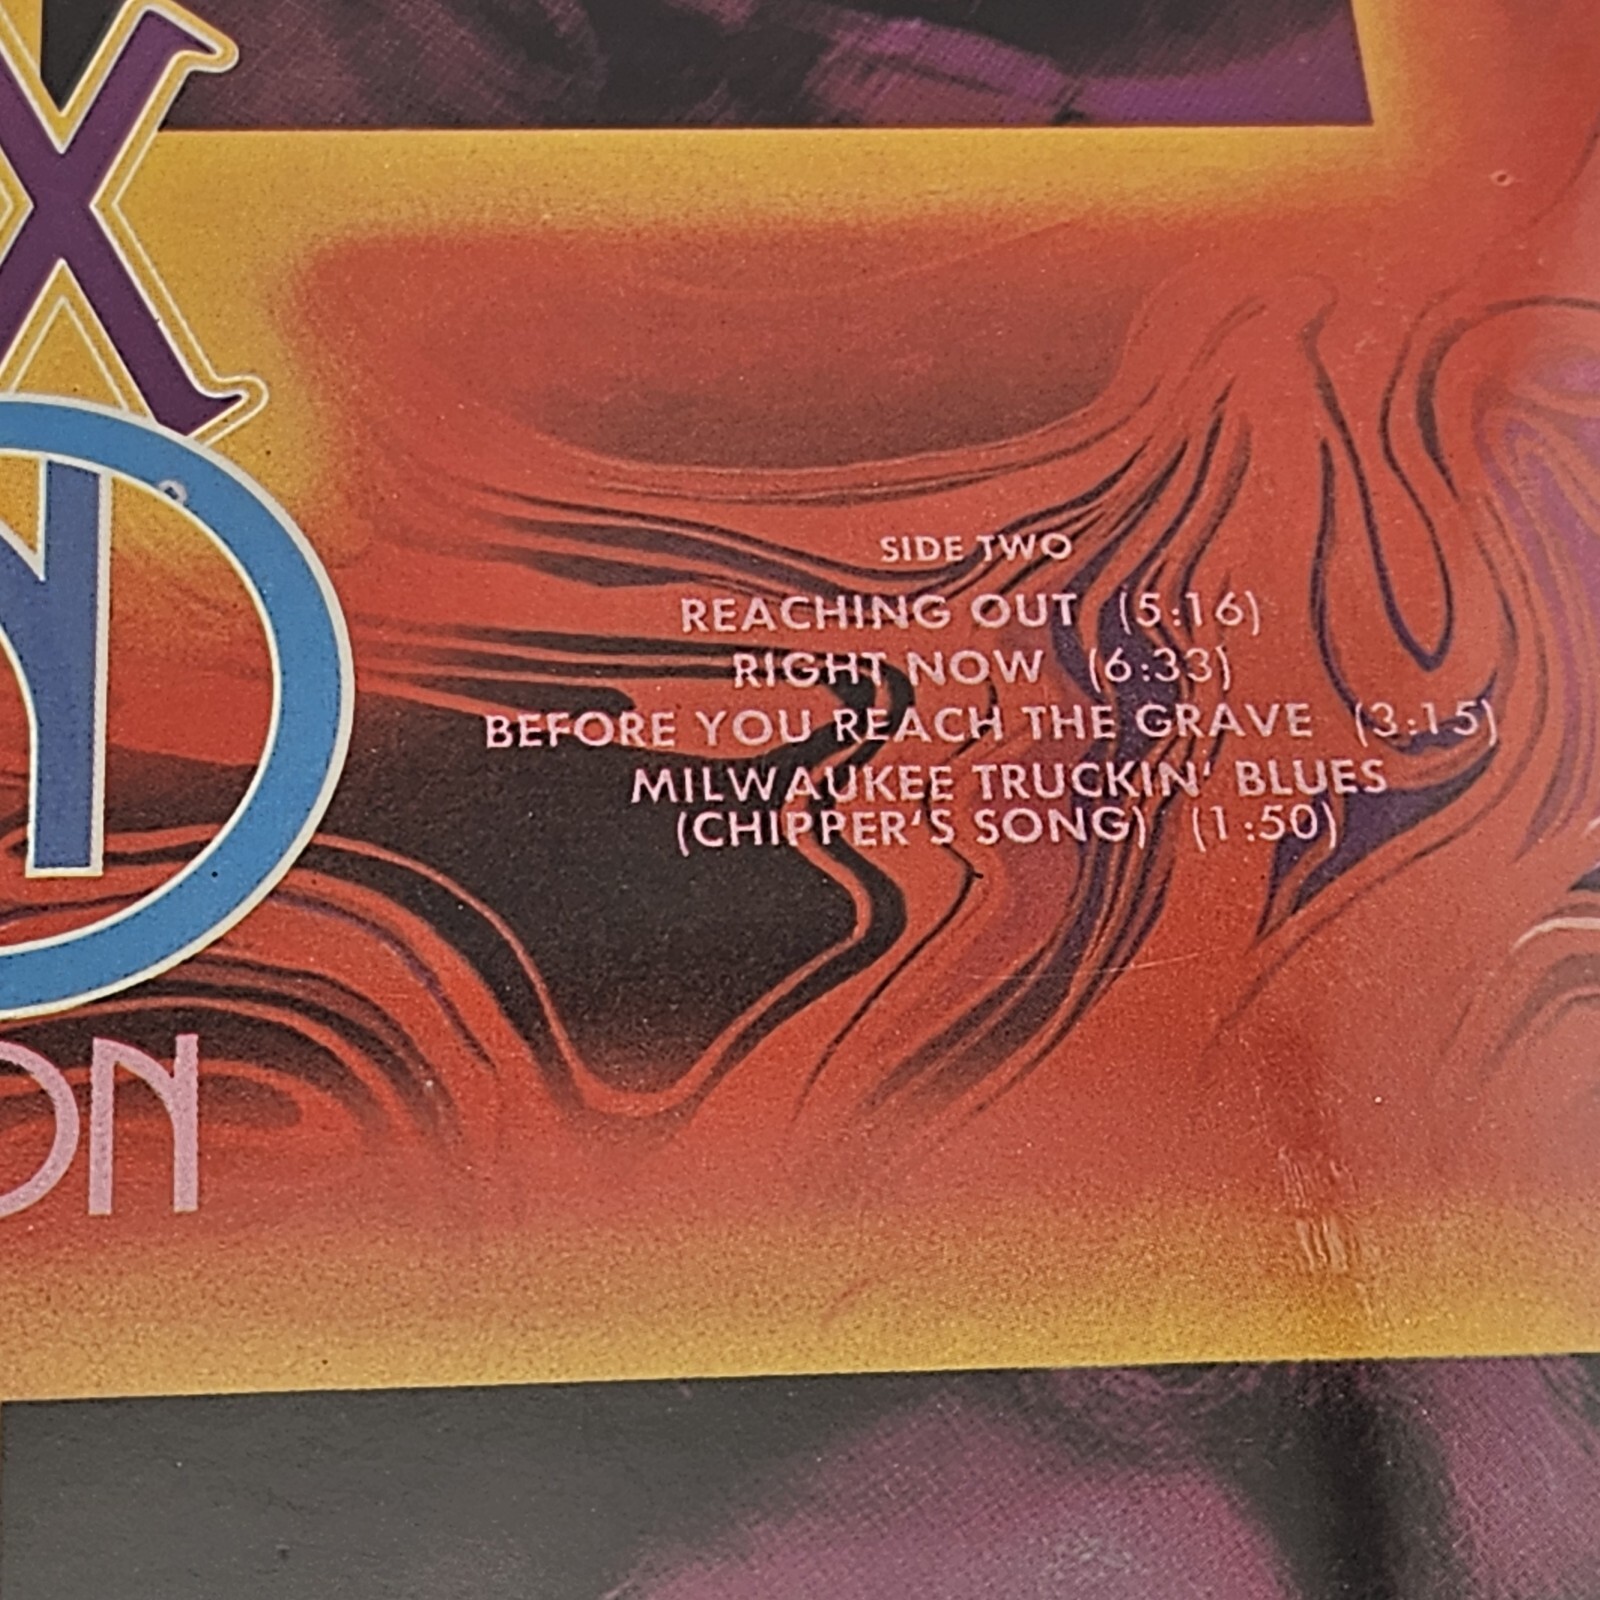 X
ON
SIDE TWO
REACHING OUT (5:16)
RIGHT NOW (6:33)
BEFORE YOU REACH THE GRAVE (3:15)
MILWAUKEE TRUCKIN' BLUES
(CHIPPER'S SONG) (1:50)